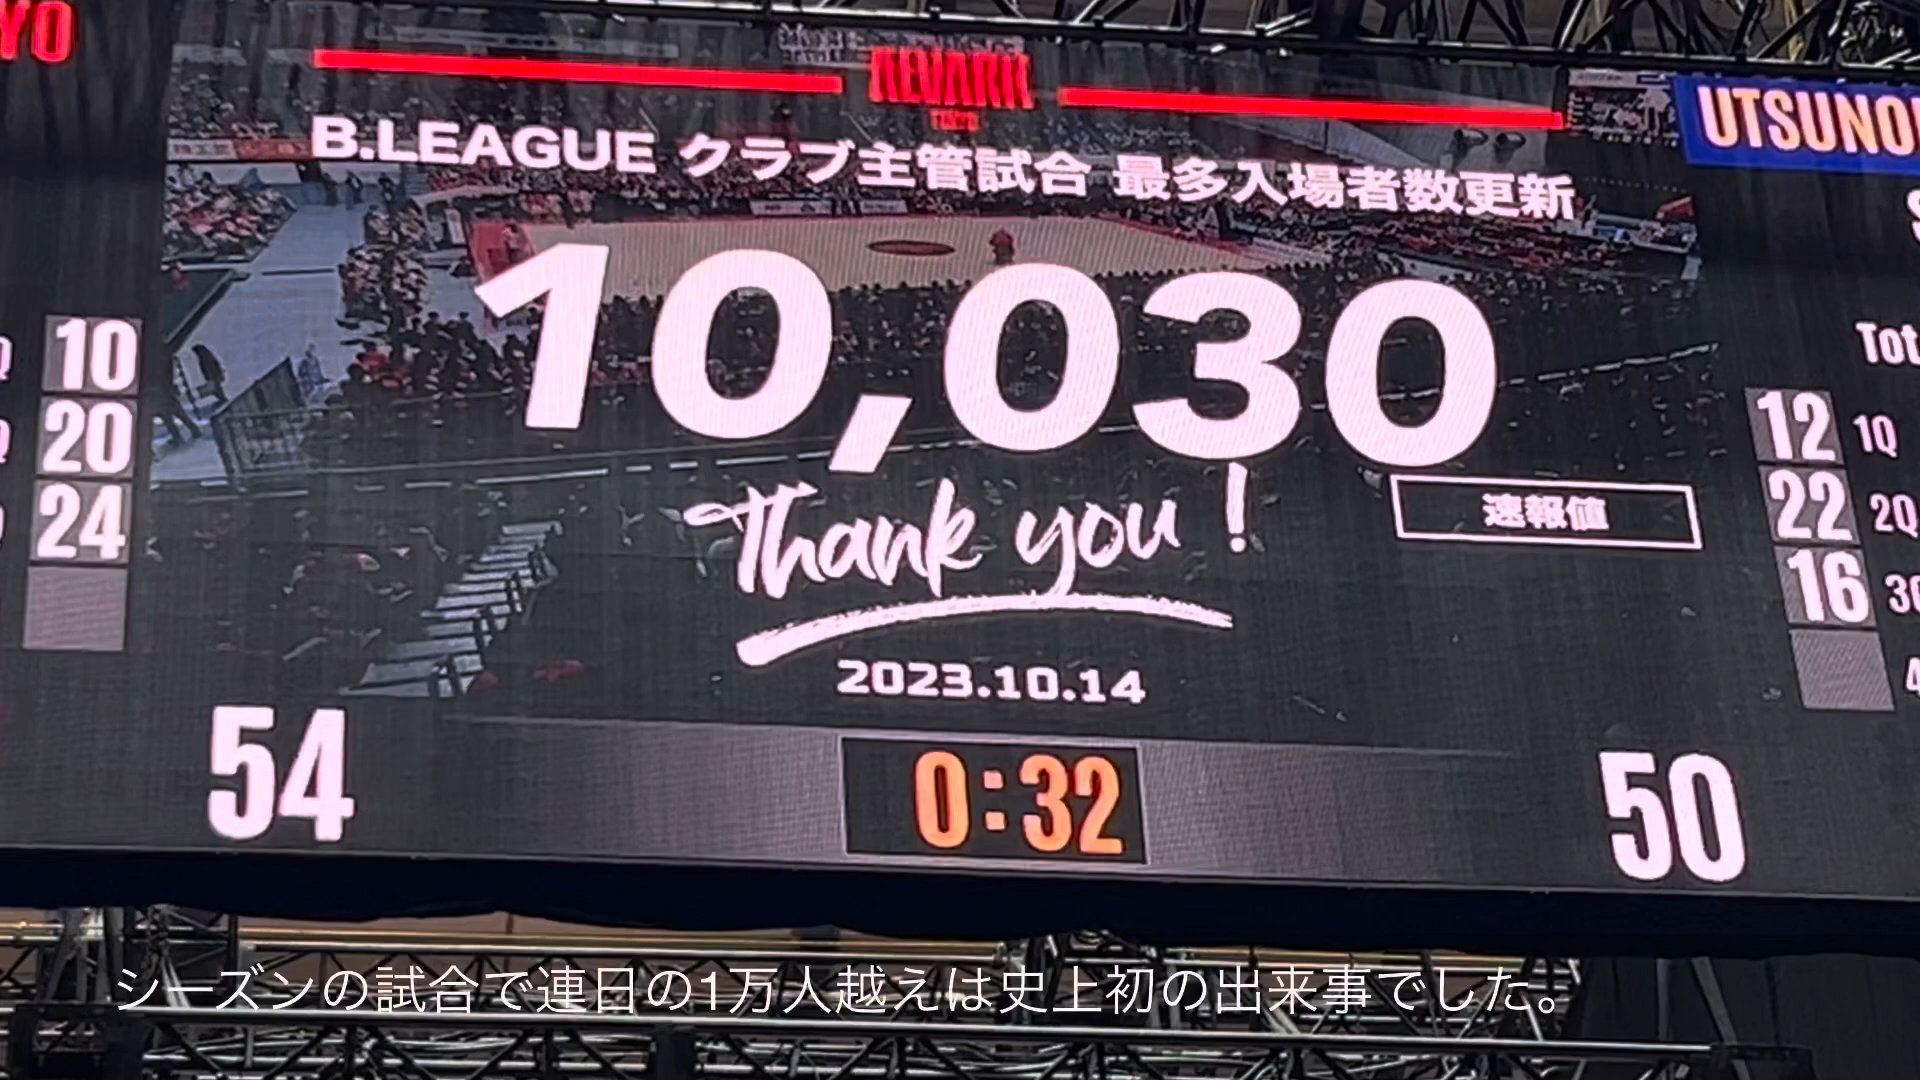 YO
ALVARK
TOKYO
UTSUNO
B.LEAGUE クラブ主管試合 最多入場者数更新
10,030
Thank you !
速報値
2023.10.14
10
20
24
Tot
12 1Q
22 2Q
16 3Q
4
54
0:32
50
シーズンの試合で連日の1万人越えは史上初の出来事でした。